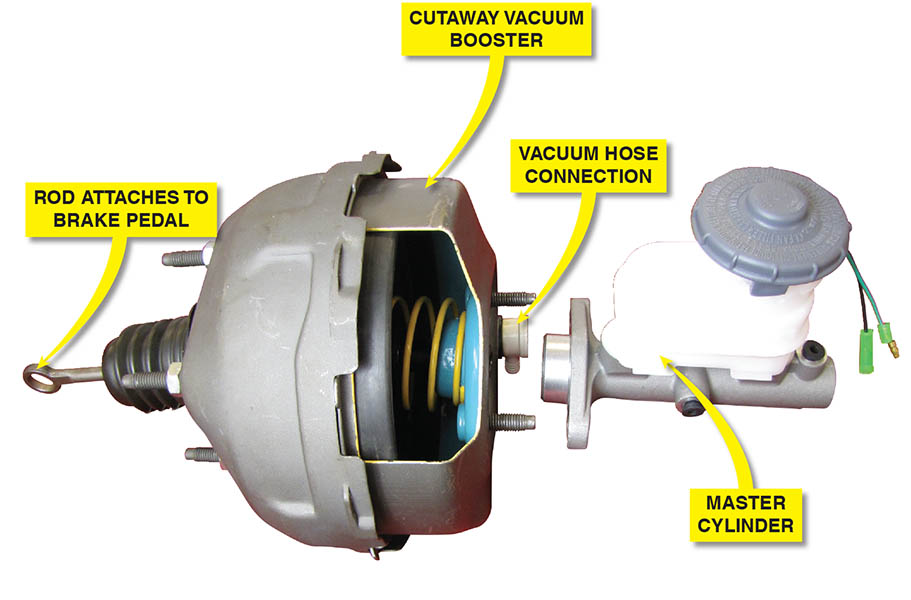 CUTAWAY VACUUM
BOOSTER
VACUUM HOSE
CONNECTION
ROD ATTACHES TO
BRAKE PEDAL
MASTER
CYLINDER